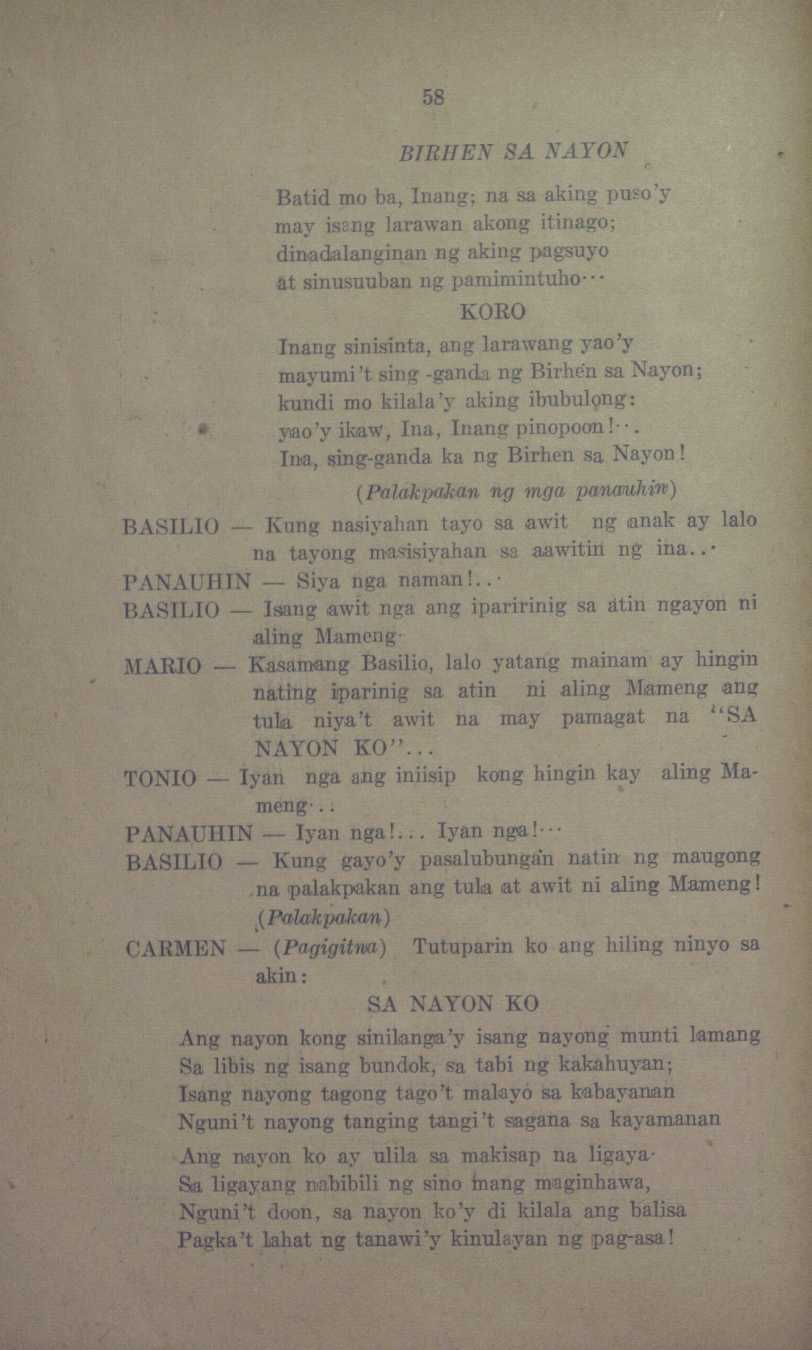 58
BIRHEN SA NAYON
Batid mo ba, Inang; na sa aking puso'y
may isang larawan akong itinago;
dinadalanginan ng aking pagsuyo
at sinusuuban ng pamimintuho...
KORO
Inang sinisinta, ang larawang yao'y
mayumi't sing -ganda ng Birhen sa Nayon;
kundi mo kilala'y aking ibubulong:
yao'y ikaw, Ina, Inang pinopoon!...
Ina, sing-ganda ka ng Birhen sa Nayon!
(Palakpakan ng mga panauhin)
BASILIO — Kung nasiyahan tayo sa awit ng anak ay lalo
na tayong masisiyahan sa aawitin ng ina...
PANAUHIN — Siya nga naman!...
BASILIO — Isang awit nga ang iparirinig sa atin ngayon ni
aling Mameng.
MARIO — Kasamang Basilio, lalo yatang mainam ay hingin
nating iparinig sa atin ni aling Mameng ang
tula niya't awit na may pamagat na "SA
NAYON KO"...
TONIO — Iyan nga ang iniisip kong hingin kay aling Ma-
meng...
PANAUHIN — Iyan nga!... Iyan nga!...
BASILIO — Kung gayo'y pasalubungan natin ng maugong
na palakpakan ang tula at awit ni aling Mameng!
(Palakpakan)
CARMEN — (Pagigitna) Tutuparin ko ang hiling ninyo sa
akin:
SA NAYON KO
Ang nayon kong sinilanga'y isang nayong munti lamang
Sa libis ng isang bundok, sa tabi ng kakahuyan;
Isang nayong tagong tago't malayo sa kabayanan
Nguni't nayong tanging tangi't sagana sa kayamanan
Ang nayon ko ay ulila sa makisap na ligaya.
Sa ligayang nabibili ng sino mang maginhawa,
Nguni't doon, sa nayon ko'y di kilala ang balisa
Pagka't lahat ng tanawi'y kinulayan ng pag-asa!